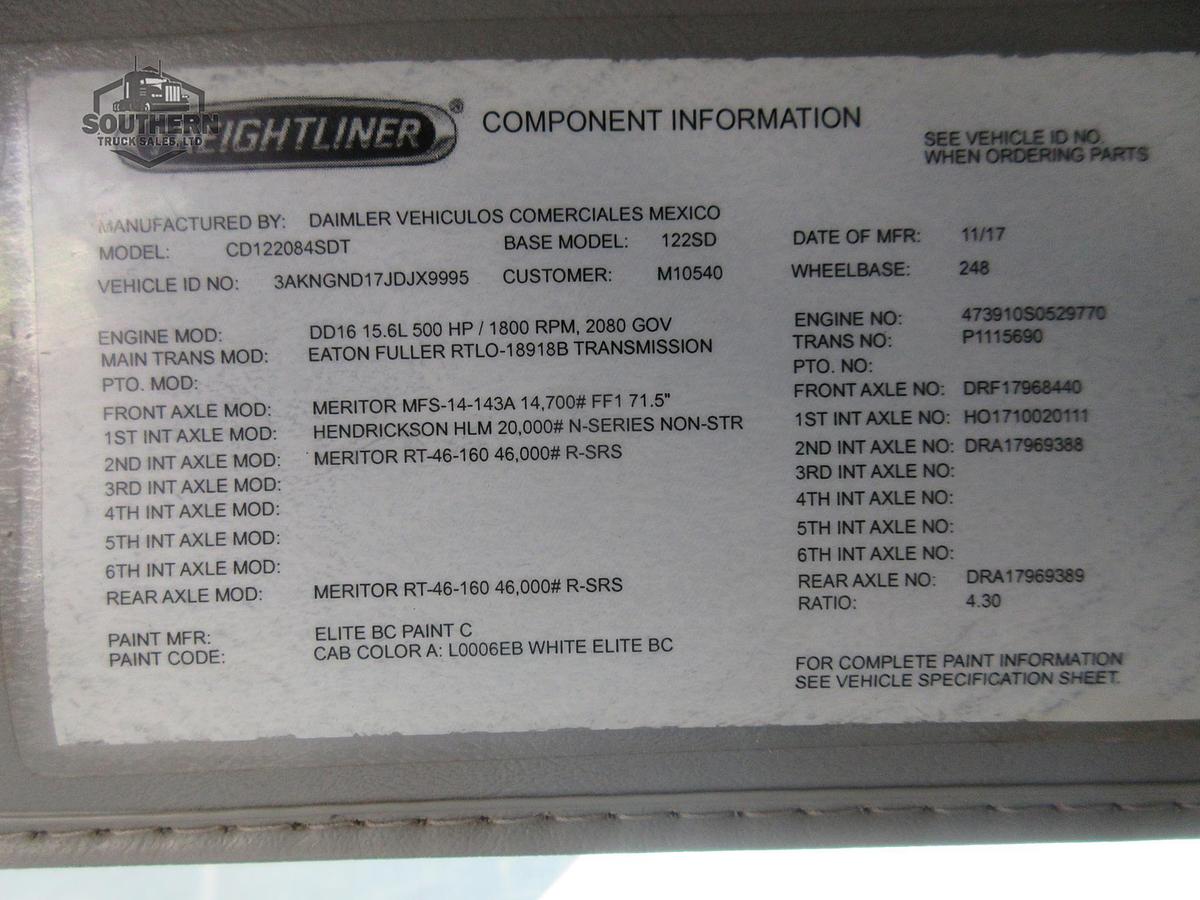 SOUTHERN
TRUCK SALES, LTD
EIGHTLINER®
COMPONENT INFORMATION
SEE VEHICLE ID NO.
WHEN ORDERING PARTS
MANUFACTURED BY: DAIMLER VEHICULOS COMERCIALES MEXICO
MODEL: CD122084SDT BASE MODEL: 122SD DATE OF MFR: 11/17
VEHICLE ID NO: 3AKNGND17JDJX9995 CUSTOMER: M10540 WHEELBASE: 248
ENGINE MOD: DD16 15.6L 500 HP / 1800 RPM, 2080 GOV ENGINE NO: 473910S0529770
MAIN TRANS MOD: EATON FULLER RTLO-18918B TRANSMISSION TRANS NO: P1115690
PTO. MOD: PTO. NO:
FRONT AXLE MOD: MERITOR MFS-14-143A 14,700# FF1 71.5" FRONT AXLE NO: DRF17968440
1ST INT AXLE MOD: HENDRICKSON HLM 20,000# N-SERIES NON-STR 1ST INT AXLE NO: HO1710020111
2ND INT AXLE MOD: MERITOR RT-46-160 46,000# R-SRS 2ND INT AXLE NO: DRA17969388
3RD INT AXLE MOD: 3RD INT AXLE NO:
4TH INT AXLE MOD: 4TH INT AXLE NO:
5TH INT AXLE MOD: 5TH INT AXLE NO:
6TH INT AXLE MOD: 6TH INT AXLE NO:
REAR AXLE MOD: MERITOR RT-46-160 46,000# R-SRS REAR AXLE NO: DRA17969389
RATIO: 4.30
PAINT MFR: ELITE BC PAINT C
PAINT CODE: CAB COLOR A: L0006EB WHITE ELITE BC
FOR COMPLETE PAINT INFORMATION
SEE VEHICLE SPECIFICATION SHEET.